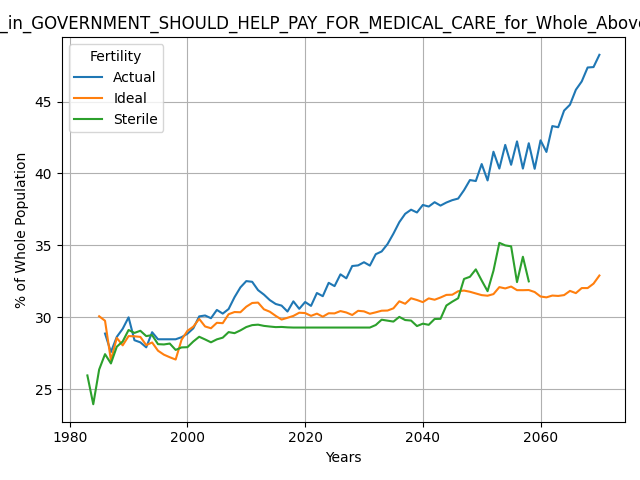 _in_GOVERNMENT_SHOULD_HELP_PAY_FOR_MEDICAL_CARE_for_Whole_Above
Fertility
Actual
Ideal
Sterile
% of Whole Population
45
40
35
30
25
1980 2000 2020 2040 2060
Years